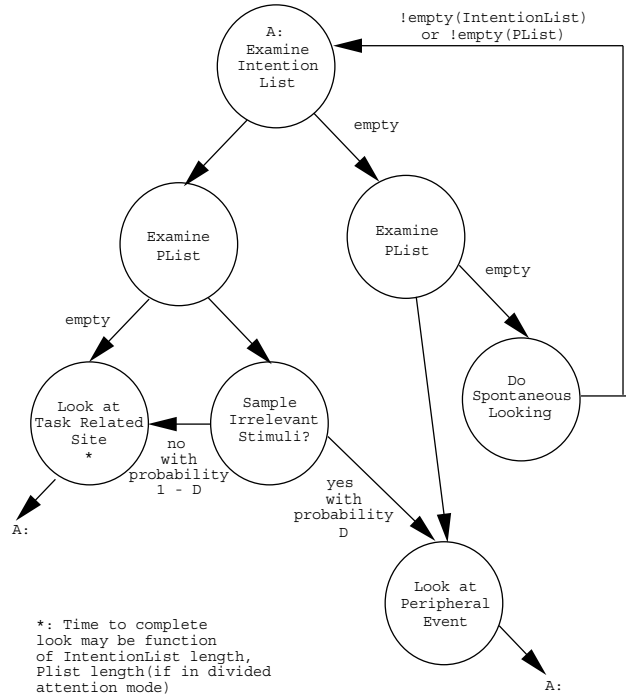 !empty(IntentionList)
or !empty(PList)
A:
Examine
Intention
List
empty
Examine
PList
Examine
PList
empty
empty
Do
Spontaneous
Looking
Look at
Task Related
Site
*
Sample
Irrelevant
Stimuli?
no
with
probability
1 - D
yes
with
probability
D
A:
Look at
Peripheral
Event
A:
*: Time to complete
look may be function
of IntentionList length,
Plist length(if in divided
attention mode)